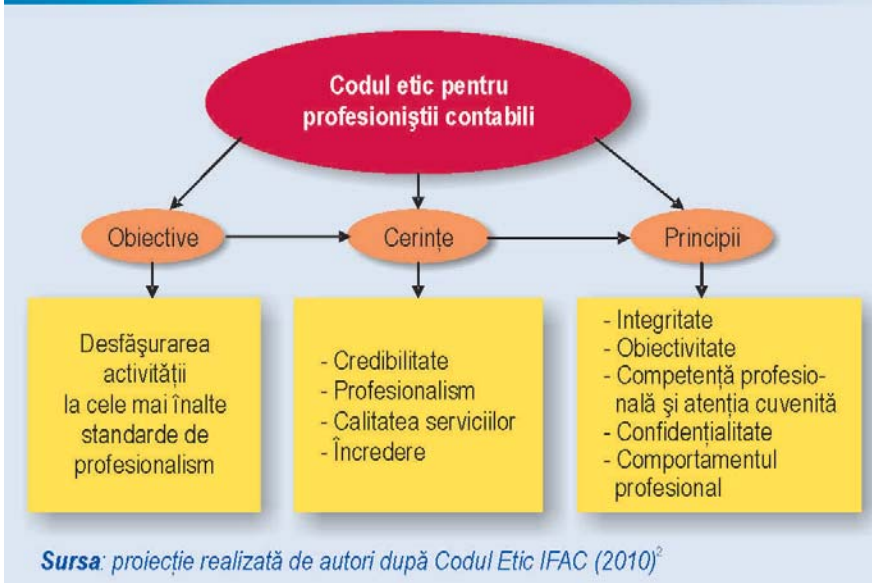 Codul etic pentru
profesioniştii contabili
Obiective
Cerinţe
Principii
Desfăşurarea
activităţii
la cele mai înalte
standarde de
profesionalism
- Credibilitate
- Profesionalism
- Calitatea serviciilor
- Încredere
- Integritate
- Obiectivitate
- Competenţă profesio-
nală şi atenţia cuvenită
- Confidenţialitate
- Comportamentul
profesional
Sursa: proiecţie realizată de autori după Codul Etic IFAC (2010)²